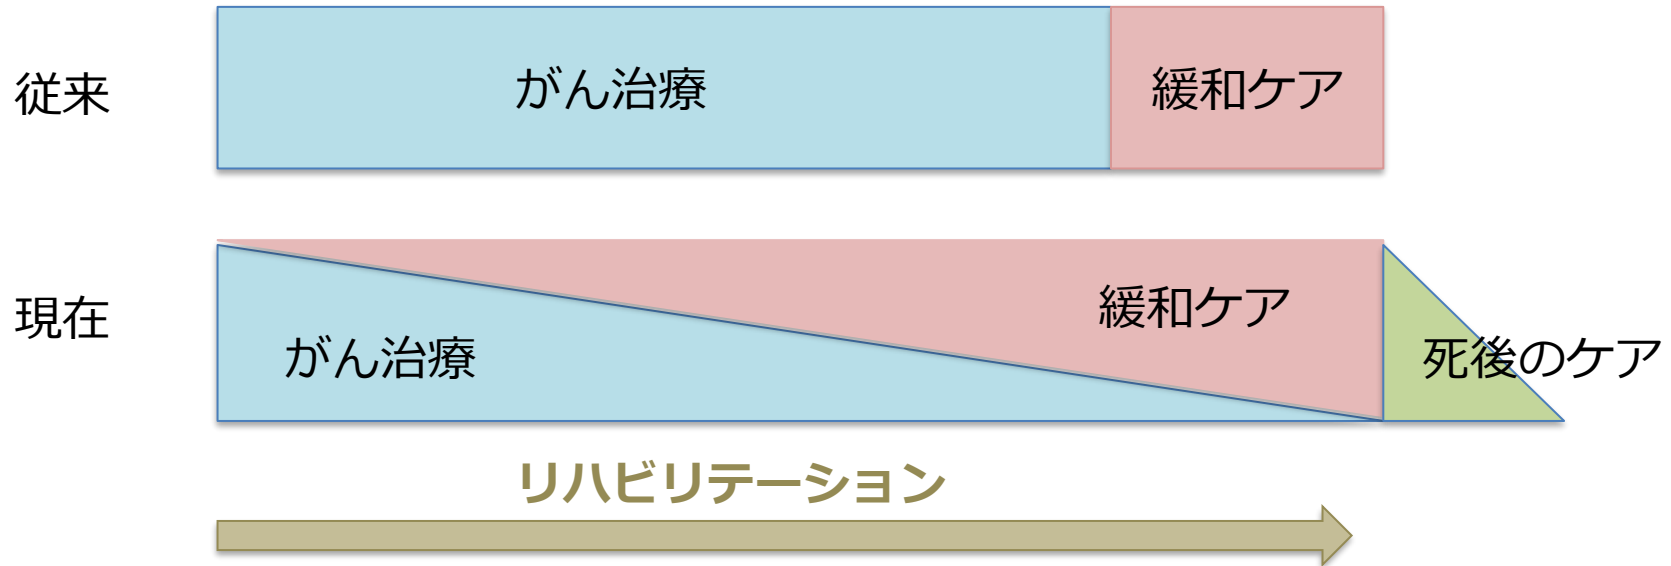 従来
がん治療
緩和ケア
現在
がん治療
緩和ケア
死後のケア
リハビリテーション